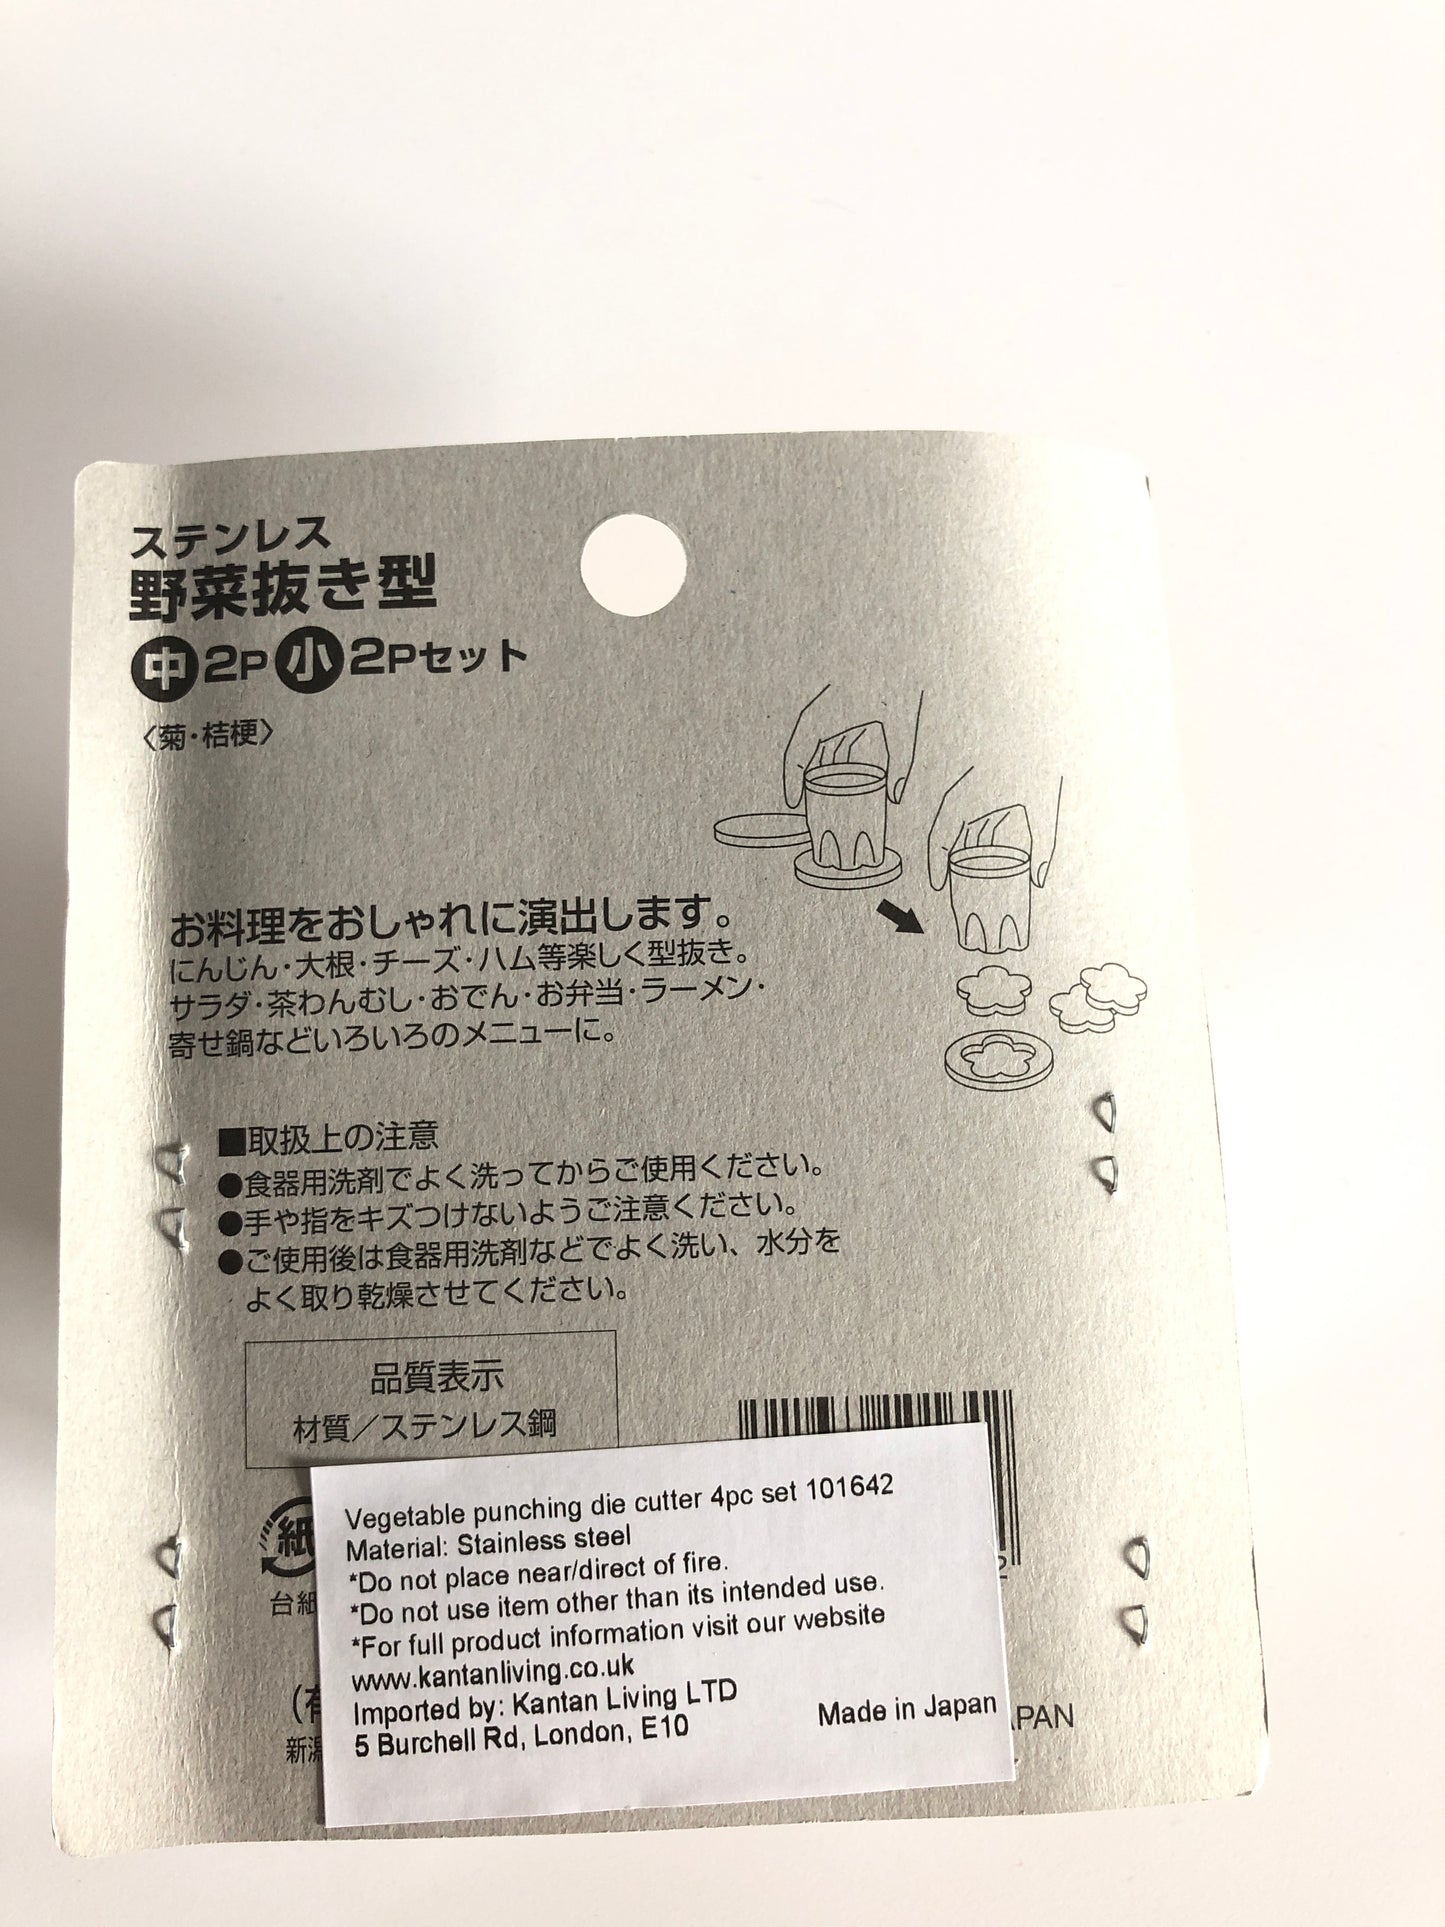 ステンレス
野菜抜き型
中2P小2Pセット
〈菊・桔梗〉
お料理をおしゃれに演出します。
にんじん・大根・チーズ・ハム等楽しく型抜き。
サラダ・茶わんむし・おでん・お弁当・ラーメン・
寄せ鍋などいろいろのメニューに。
■取扱上の注意
●食器用洗剤でよく洗ってからご使用ください。
●手や指をキズつけないようご注意ください。
●ご使用後は食器用洗剤などでよく洗い、水分を
よく取り乾燥させてください。
品質表示
材質／ステンレス鋼
紙
台紙
2
Vegetable punching die cutter 4pc set 101642
Material: Stainless steel
*Do not place near/direct of fire.
*Do not use item other than its intended use.
*For full product information visit our website
www.kantanliving.co.uk
Imported by: Kantan Living LTD
5 Burchell Rd, London, E10
Made in Japan
(有
新潟
APAN